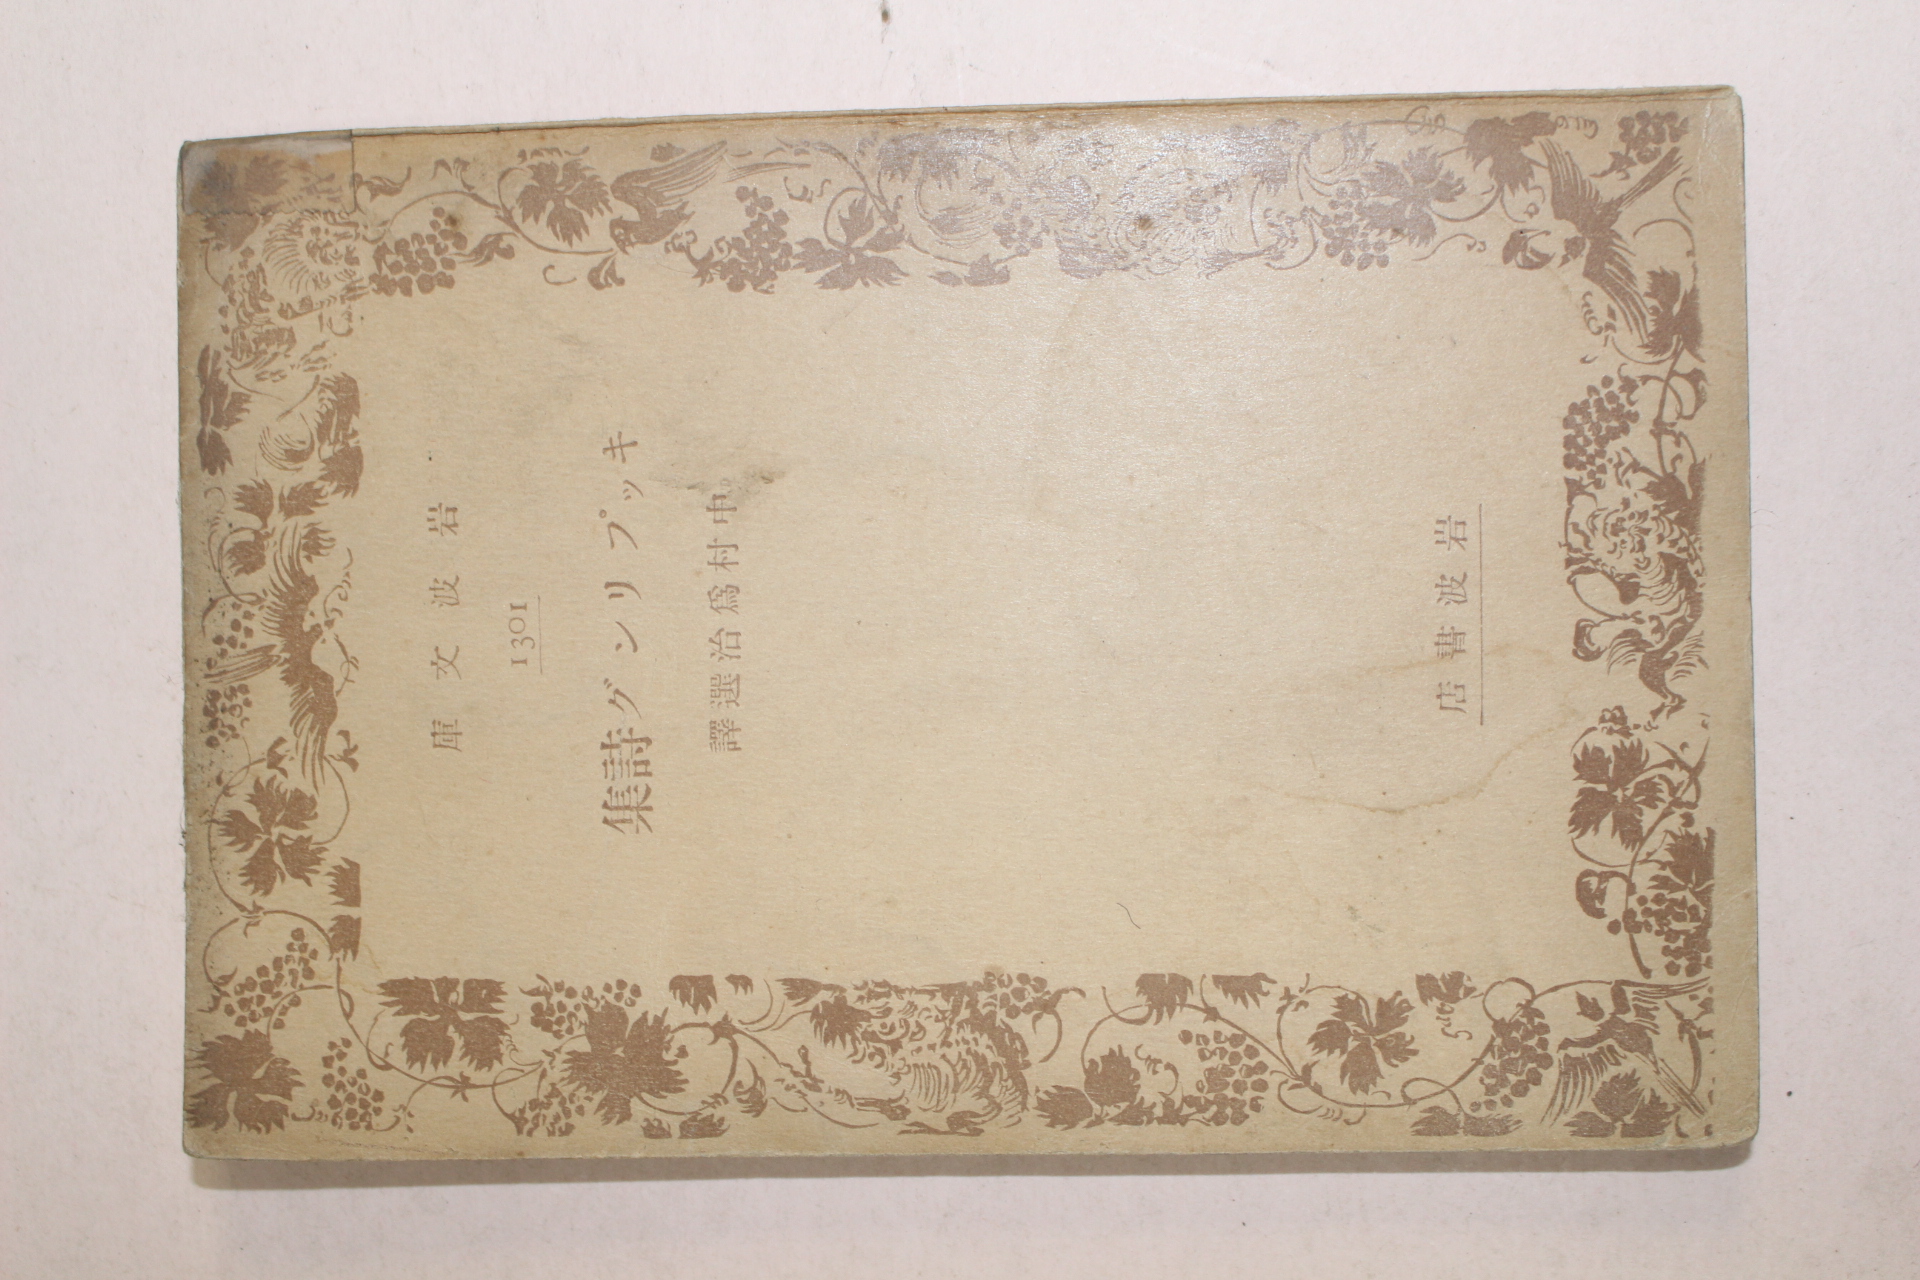 岩波文庫
1301
キップリング詩集
中村爲治選譯
岩波書店